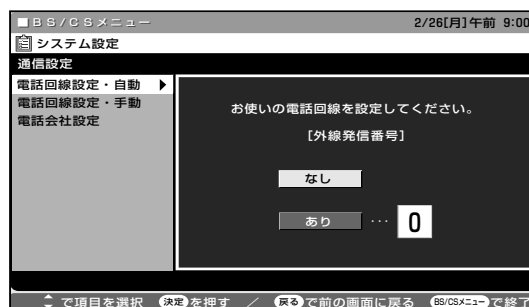 ■BS/CSメニュー 2/26[月]午前 9:00
システム設定
通信設定
電話回線設定・自動 ▶
電話回線設定・手動
電話会社設定
お使いの電話回線を設定してください。
[外線発信番号]
なし
あり … 0
で項目を選択 決定を押す / 戻るで前の画面に戻る BS/CSメニューで終了